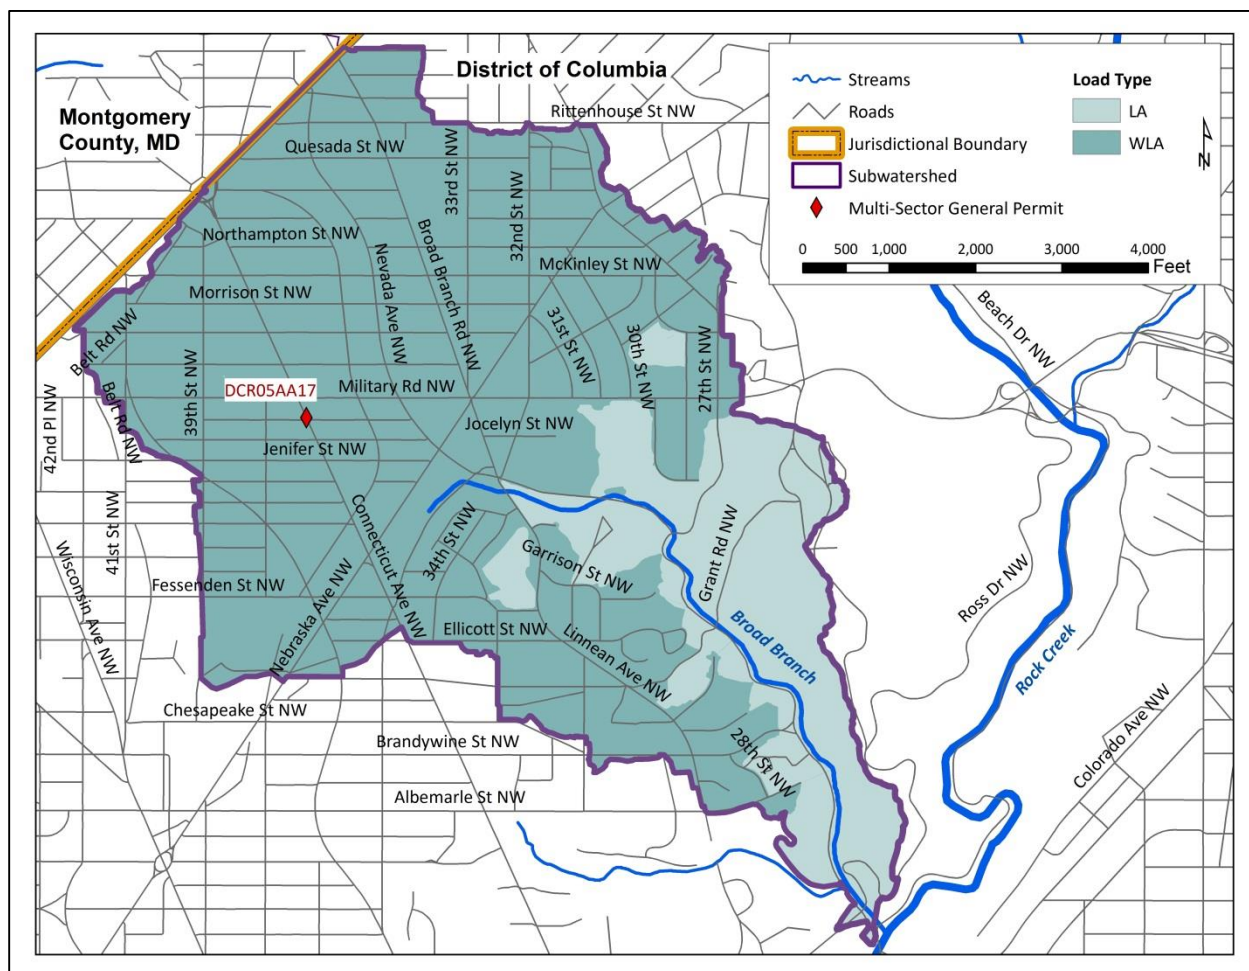 District of Columbia
Montgomery
County, MD
Streams
Roads
Jurisdictional Boundary
Subwatershed
Multi-Sector General Permit
Load Type
LA
WLA
N
0 500 1,000 2,000 3,000 4,000
Feet
Rittenhouse St NW
Quesada St NW
33rd St NW
32nd St NW
Northampton St NW
Nevada Ave NW
Broad Branch Rd NW
McKinley St NW
Morrison St NW
31st St NW
30th St NW
27th St NW
Beach Dr NW
Belt Rd NW
Belt Rd NW
39th St NW
DCR05AA17
Military Rd NW
42nd Pl NW
Jenifer St NW
Jocelyn St NW
41st St NW
Wisconsin Ave NW
Connecticut Ave NW
34th St NW
Garrison St NW
Grant Rd NW
Ross Dr NW
Fessenden St NW
Nebraska Ave NW
Ellicott St NW
Linnean Ave NW
Broad Branch
Rock Creek
Chesapeake St NW
Brandywine St NW
28th St NW
Colorado Ave NW
Albemarle St NW